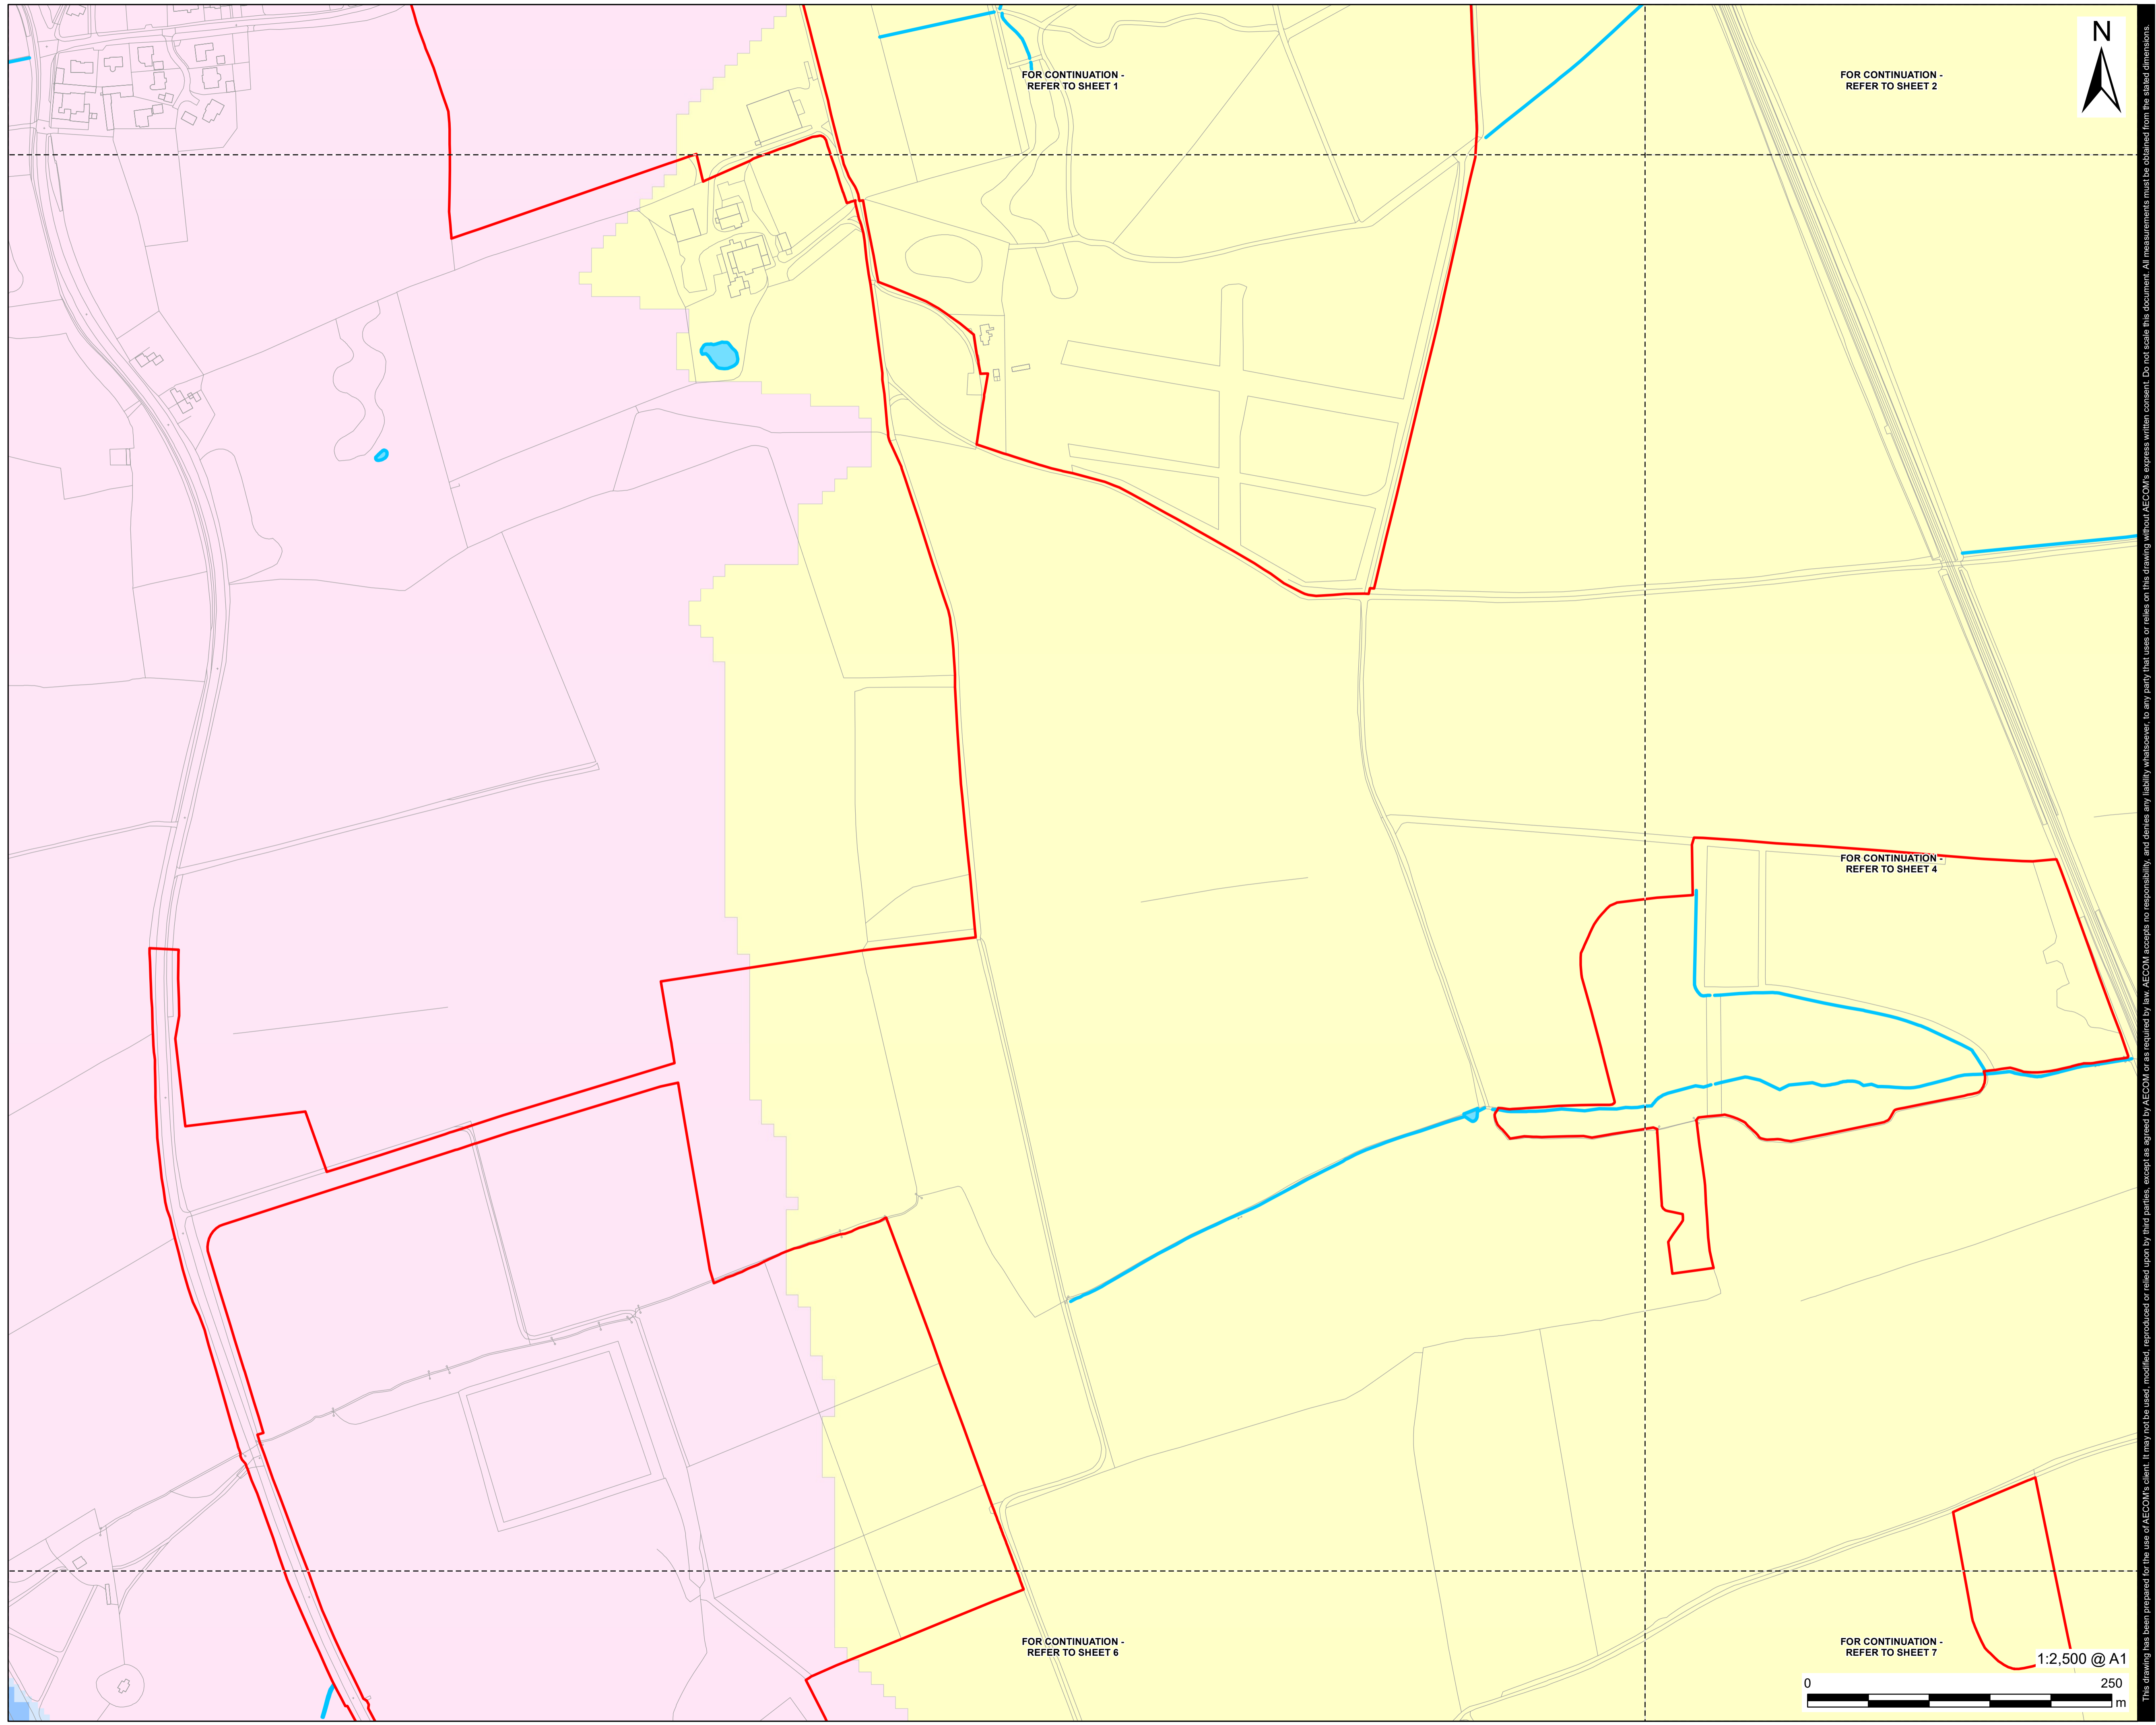 N
FOR CONTINUATION -
REFER TO SHEET 1
FOR CONTINUATION -
REFER TO SHEET 2
FOR CONTINUATION -
REFER TO SHEET 4
FOR CONTINUATION -
REFER TO SHEET 6
FOR CONTINUATION -
REFER TO SHEET 7
1:2,500 @ A1
0
250
m
This drawing has been prepared for the use of AECOM's client. It may not be used, modified, reproduced or relied upon by third parties, except as agreed by AECOM or as required by law. AECOM accepts no responsibility, and denies any liability whatsoever, to any party that uses or relies on this drawing without AECOM's express written consent. Do not scale this document. All measurements must be obtained from the stated dimensions.